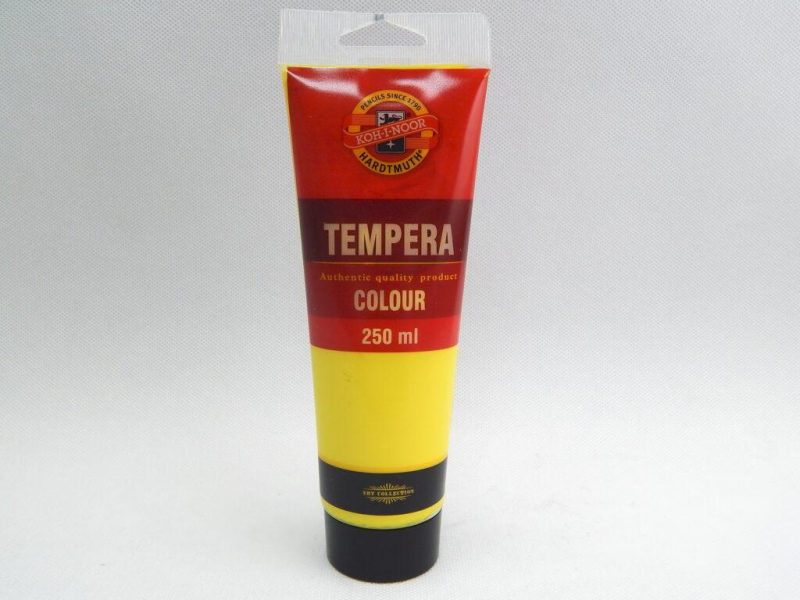 PENCILS SINCE 1790
KOH-I-NOOR
HARDTMUTH®
TEMPERA
Authentic quality product
COLOUR
250 ml
ART COLLECTION